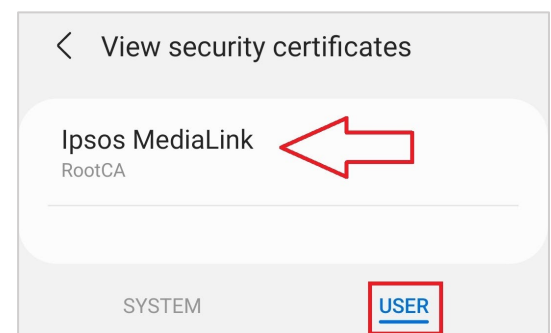 View security certificates
Ipsos MediaLink
RootCA
SYSTEM USER